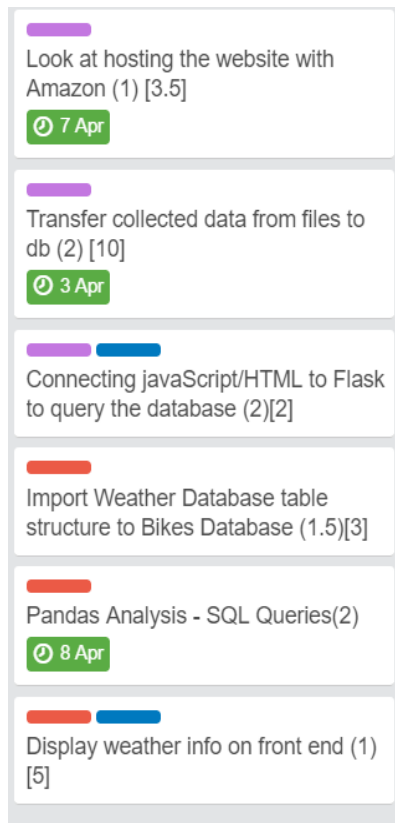 Look at hosting the website with
Amazon (1) [3.5]
7 Apr
Transfer collected data from files to
db (2) [10]
3 Apr
Connecting javaScript/HTML to Flask
to query the database (2)[2]
Import Weather Database table
structure to Bikes Database (1.5)[3]
Pandas Analysis - SQL Queries(2)
8 Apr
Display weather info on front end (1)
[5]